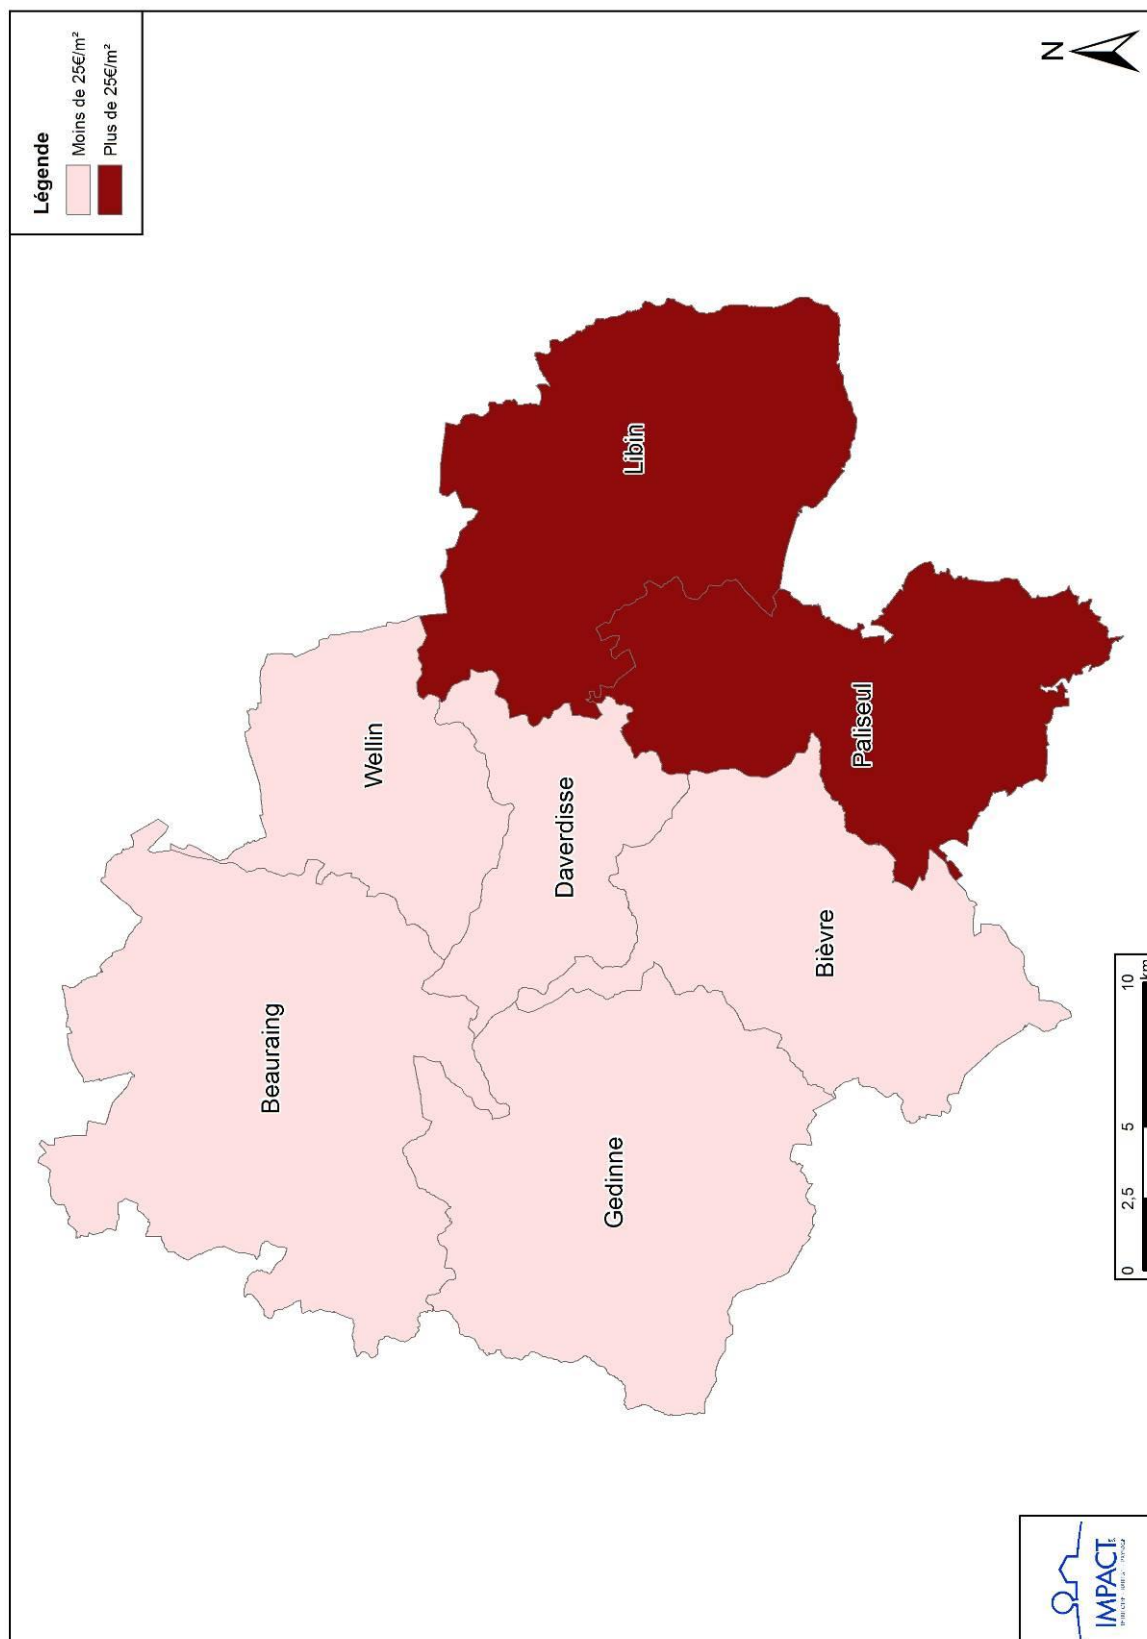 Légende
Moins de 25€/m²
Plus de 25€/m²
Beauraing
Wellin
Libin
Daverdisse
Gedinne
Bièvre
Paliseul
N
0 2,5 5 10
km
IMPACT